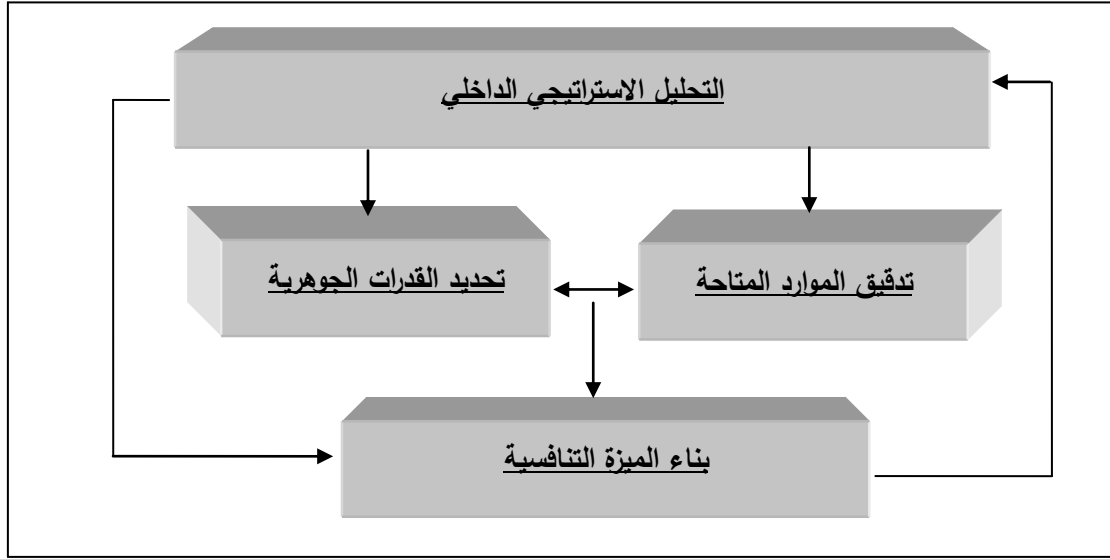 التحليل الاستراتيجي الداخلي
تدقيق الموارد المتاحة
تحديد القدرات الجوهرية
بناء الميزة التنافسية